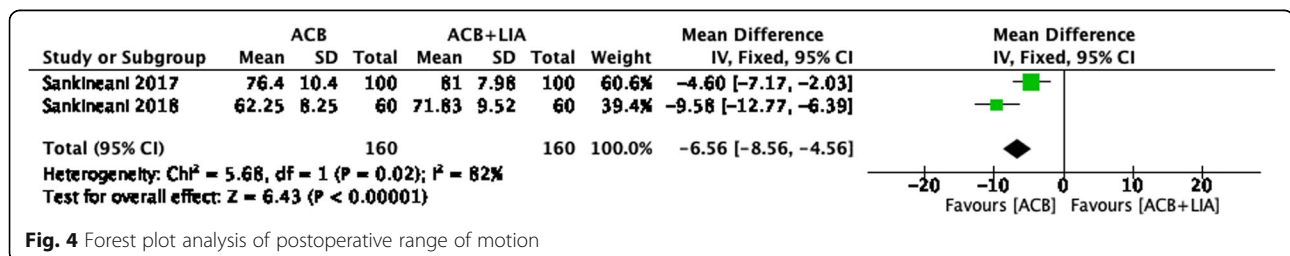 ACB ACB+LIA Mean Difference Mean Difference
Study or Subgroup Mean SD Total Mean SD Total Weight IV, Fixed, 95% CI IV, Fixed, 95% CI
Sankineani 2017 76.4 10.4 100 81 7.98 100 60.6% −4.60 [−7.17, −2.03]
Sankineani 2018 62.25 8.25 60 71.83 9.52 60 39.4% −9.58 [−12.77, −6.39]
Total (95% CI) 160 160 100.0% −6.56 [−8.56, −4.56]
Heterogeneity: Chi² = 5.68, df = 1 (P = 0.02); I² = 82%
Test for overall effect: Z = 6.43 (P < 0.00001)
−20 −10 0 10 20
Favours [ACB] Favours [ACB+LIA]
Fig. 4 Forest plot analysis of postoperative range of motion